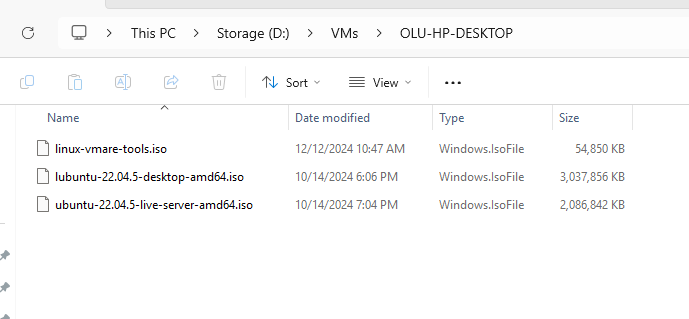 This PC > Storage (D:) > VMs > OLU-HP-DESKTOP
Sort View ...
Name Date modified Type Size
linux-vmare-tools.iso 12/12/2024 10:47 AM Windows.IsoFile 54,850 KB
lubuntu-22.04.5-desktop-amd64.iso 10/14/2024 6:06 PM Windows.IsoFile 3,037,856 KB
ubuntu-22.04.5-live-server-amd64.iso 10/14/2024 7:04 PM Windows.IsoFile 2,086,842 KB